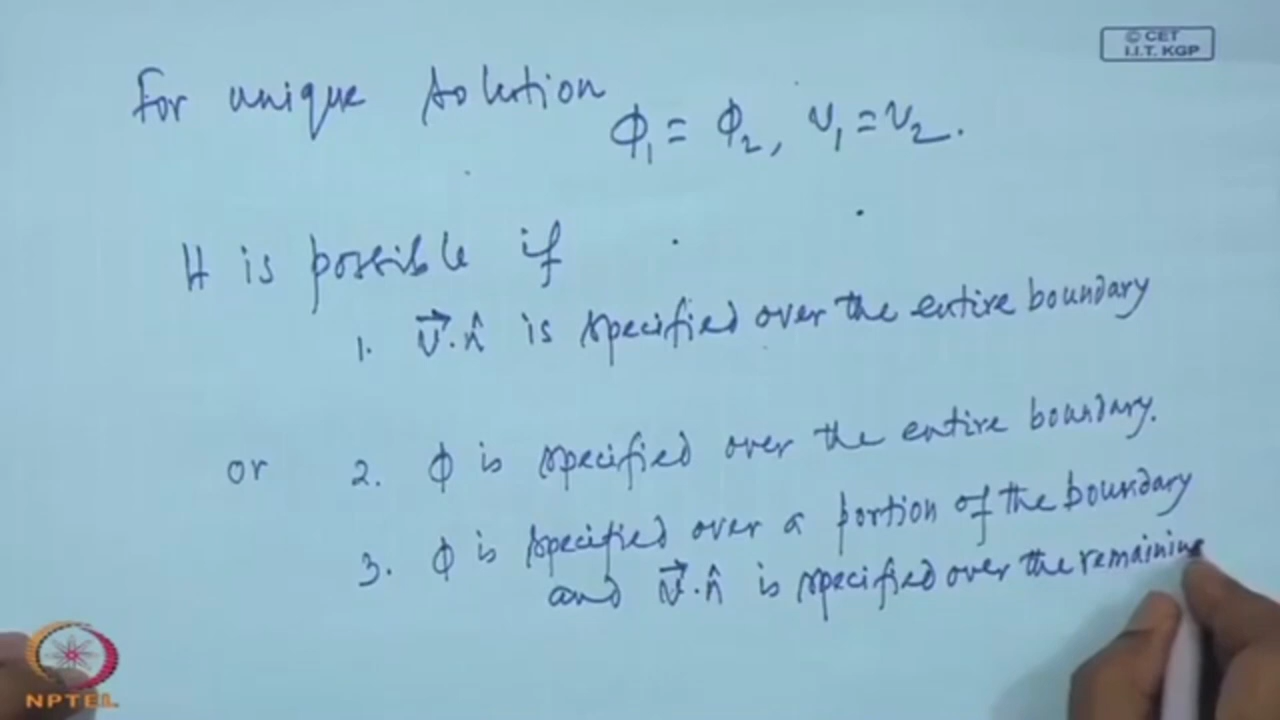 © CET
I.I.T. KGP
For unique solution
ϕ₁ = ϕ₂, v₁ = v₂.
It is possible if
1. v⃗.n̂ is specified over the entire boundary
or 2. ϕ is specified over the entire boundary.
3. ϕ is specified over a portion of the boundary
and v⃗.n̂ is specified over the remaining
NPTEL